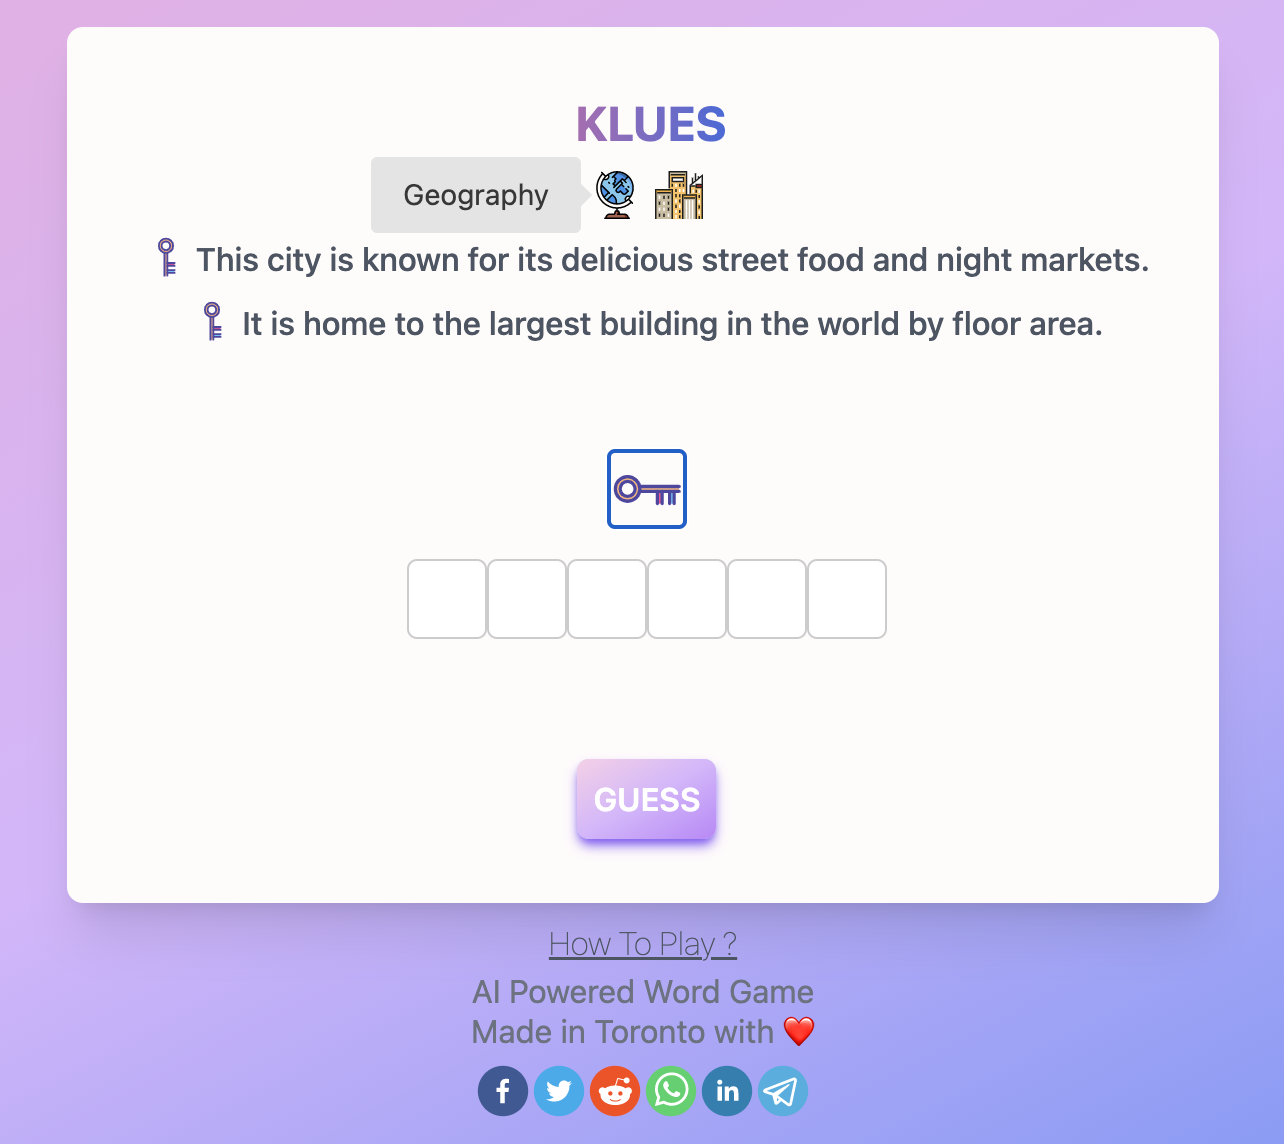 KLUES
Geography
This city is known for its delicious street food and night markets.
It is home to the largest building in the world by floor area.
GUESS
How To Play ?
AI Powered Word Game
Made in Toronto with ❤️